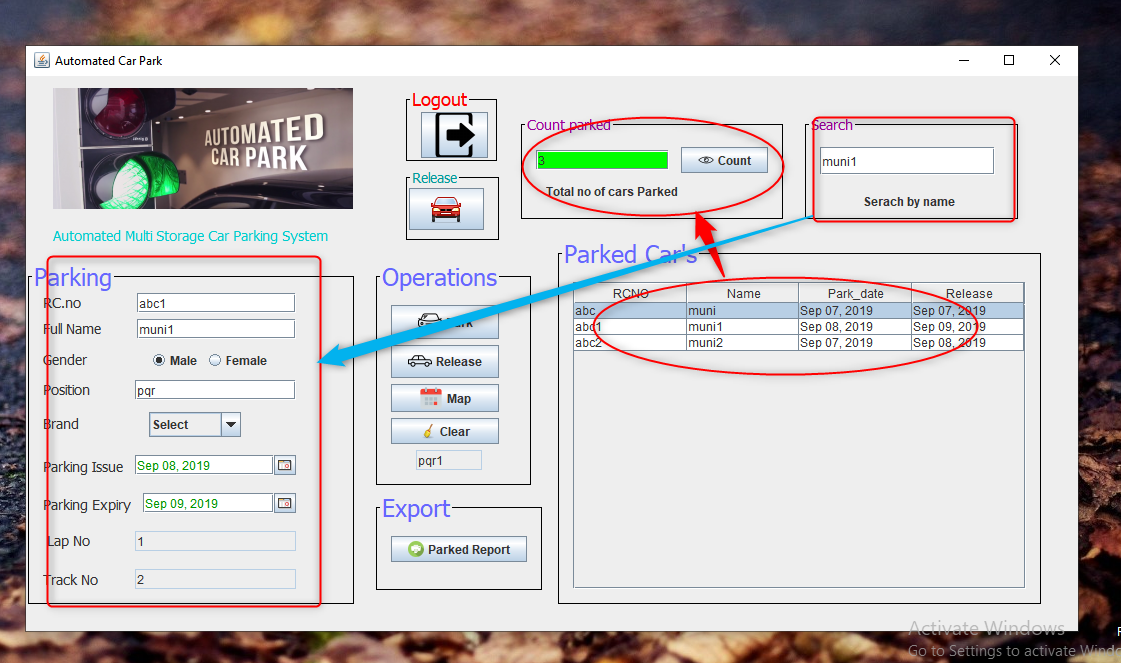 Automated Car Park
AUTOMATED
CAR PARK
Automated Multi Storage Car Parking System
Logout
Release
Count parked
3
Count
Total no of cars Parked
Search
muni1
Serach by name
Parking
RC.no
abc1
Full Name
muni1
Gender
Male Female
Position
pqr
Brand
Select
Parking Issue
Sep 08, 2019
Parking Expiry
Sep 09, 2019
Lap No
1
Track No
2
Operations
Park
Release
Map
Clear
pqr1
Export
Parked Report
Parked Car's
RCNO Name Park_date Release
abc muni Sep 07, 2019 Sep 07, 2019
abc1 muni1 Sep 08, 2019 Sep 09, 2019
abc2 muni2 Sep 07, 2019 Sep 08, 2019
Activate Windows
Go to Settings to activate Windo